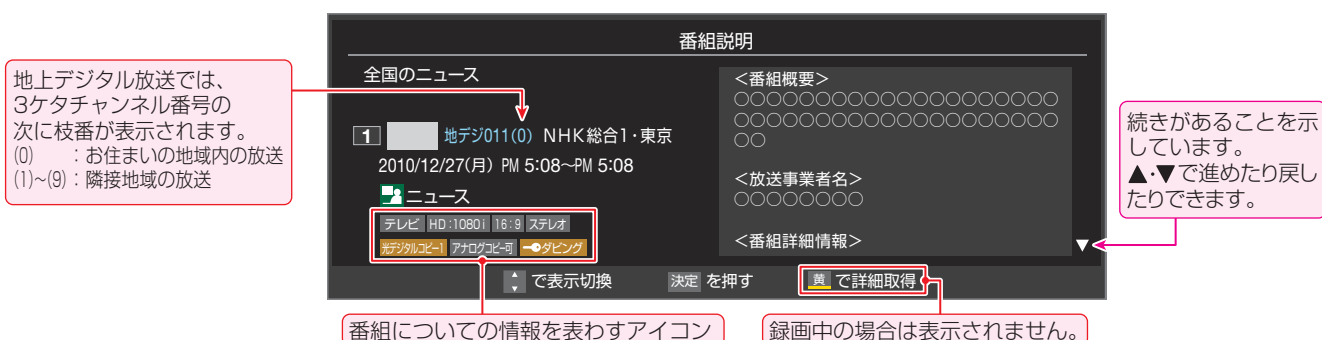 番組説明
地上デジタル放送では、
3ケタチャンネル番号の
次に枝番が表示されます。
(0) ：お住まいの地域内の放送
(1)~(9)：隣接地域の放送
全国のニュース
1 地デジ011(0) NHK総合1・東京
2010/12/27(月) PM 5:08~PM 5:08
ニュース
テレビ HD:1080i 16:9 ステレオ
光デジタルコピー1 アナログコピー可 ダビング
<番組概要>
○○○○○○○○○○○○○○○○○○○○
○○○○○○○○○○○○○○○○○○○○
○○
<放送事業者名>
○○○○○○○○
<番組詳細情報>
▼
続きがあることを示
しています。
▲・▼で進めたり戻し
たりできます。
で表示切換 決定 を押す 黄 で詳細取得
番組についての情報を表わすアイコン
録画中の場合は表示されません。